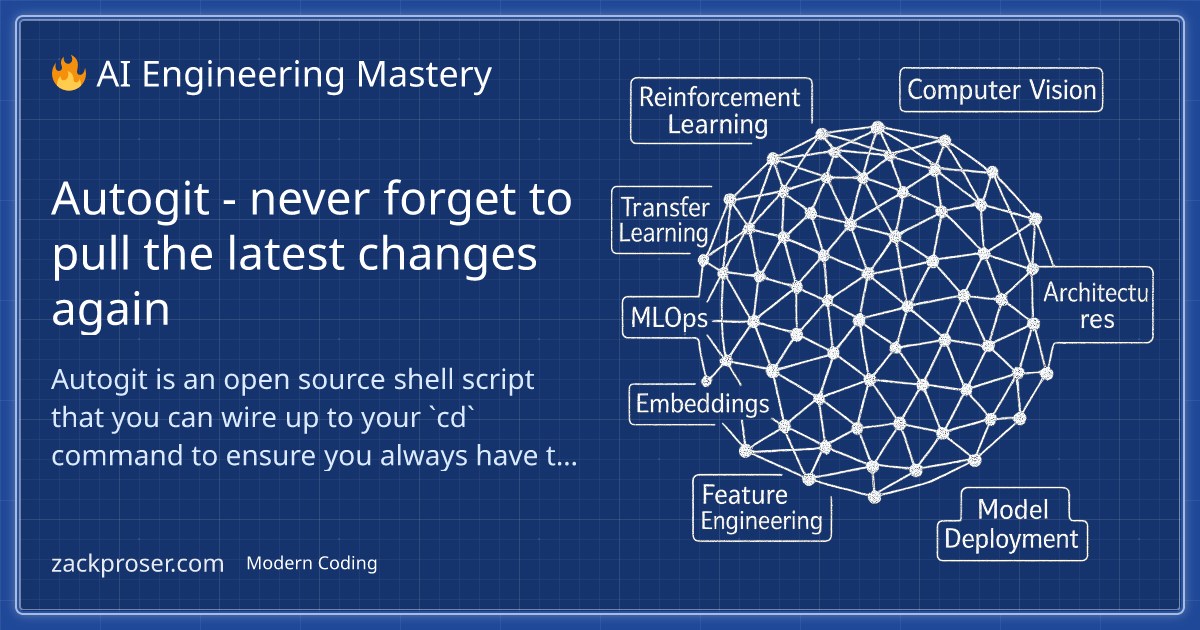 AI Engineering Mastery
Autogit - never forget to
pull the latest changes
again
Autogit is an open source shell script
that you can wire up to your `cd`
command to ensure you always have t...
zackproser.com Modern Coding
Reinforcement
Learning
Computer Vision
Transfer
Learning
MLOps
Architectu
res
Embeddings
Feature
Engineering
Model
Deployment